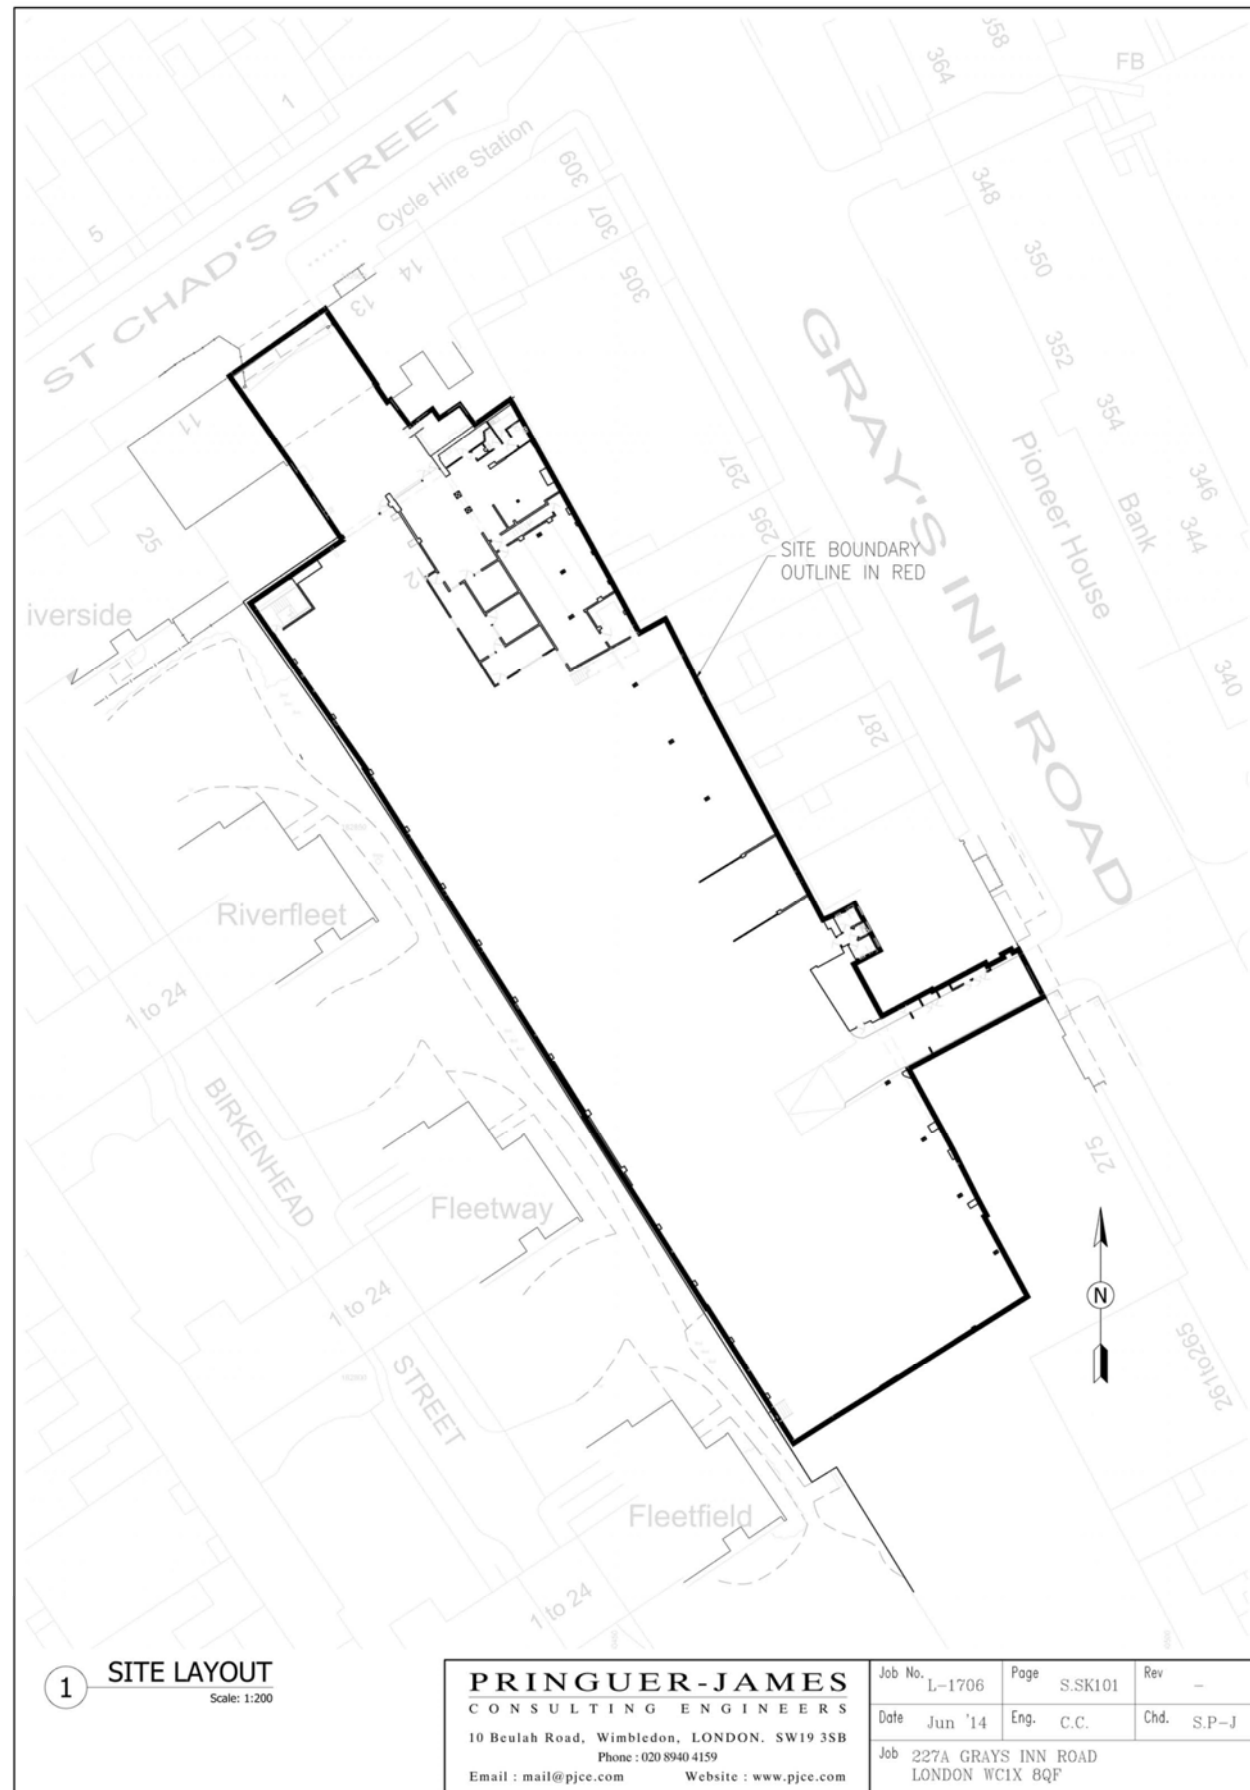 358
364
FB
1
ST CHAD'S STREET
Cycle Hire Station
309
348
5
307
14
350
305
13
352
11
GRAY'S INN ROAD
354
Pioneer House
297
346
Bank
344
295
25
SITE BOUNDARY
OUTLINE IN RED
12
iverside
340
287
Riverfleet
1 to 24
BIRKENHEAD
STREET
275
Fleetway
N
1 to 24
261to265
Fleetfield
1 to 24
1
SITE LAYOUT
Scale: 1:200
PRINGUER-JAMES
CONSULTING ENGINEERS
10 Beulah Road, Wimbledon, LONDON. SW19 3SB
Phone : 020 8940 4159
Email : mail@pjce.com Website : www.pjce.com
Job No. L-1706 Page S.SK101 Rev -
Date Jun '14 Eng. C.C. Chd. S.P-J
Job 227A GRAYS INN ROAD
LONDON WC1X 8QF